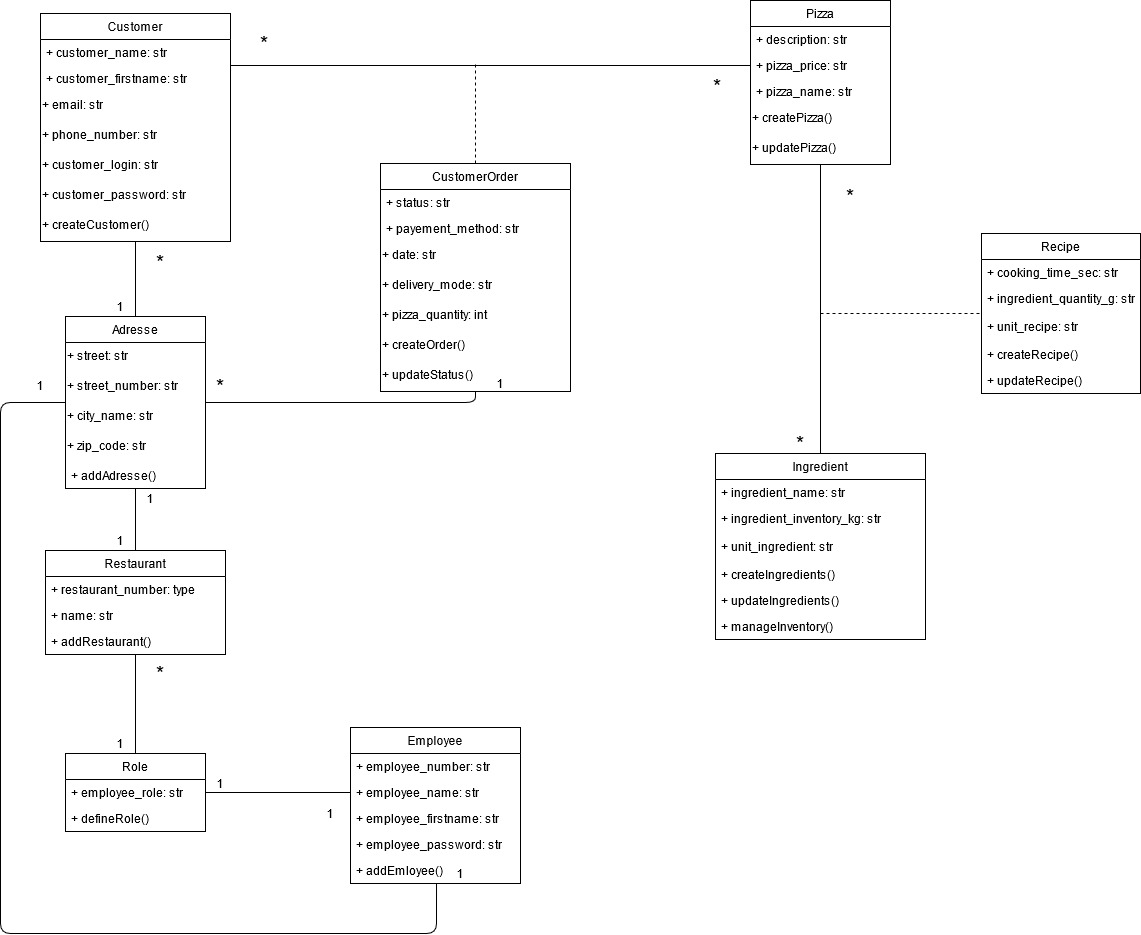 Customer
+ customer_name: str
+ customer_firstname: str
+ email: str
+ phone_number: str
+ customer_login: str
+ customer_password: str
+ createCustomer()
*
*
Pizza
+ description: str
+ pizza_price: str
+ pizza_name: str
+ createPizza()
+ updatePizza()
*
CustomerOrder
+ status: str
+ payement_method: str
+ date: str
+ delivery_mode: str
+ pizza_quantity: int
+ createOrder()
+ updateStatus()
1
Recipe
+ cooking_time_sec: str
+ ingredient_quantity_g: str
+ unit_recipe: str
+ createRecipe()
+ updateRecipe()
*
1
Adresse
+ street: str
+ street_number: str
+ city_name: str
+ zip_code: str
+ addAdresse()
1
*
1
1
Restaurant
+ restaurant_number: type
+ name: str
+ addRestaurant()
*
1
*
Ingredient
+ ingredient_name: str
+ ingredient_inventory_kg: str
+ unit_ingredient: str
+ createIngredients()
+ updateIngredients()
+ manageInventory()
Role
+ employee_role: str
+ defineRole()
1
1
Employee
+ employee_number: str
+ employee_name: str
+ employee_firstname: str
+ employee_password: str
+ addEmloyee()
1